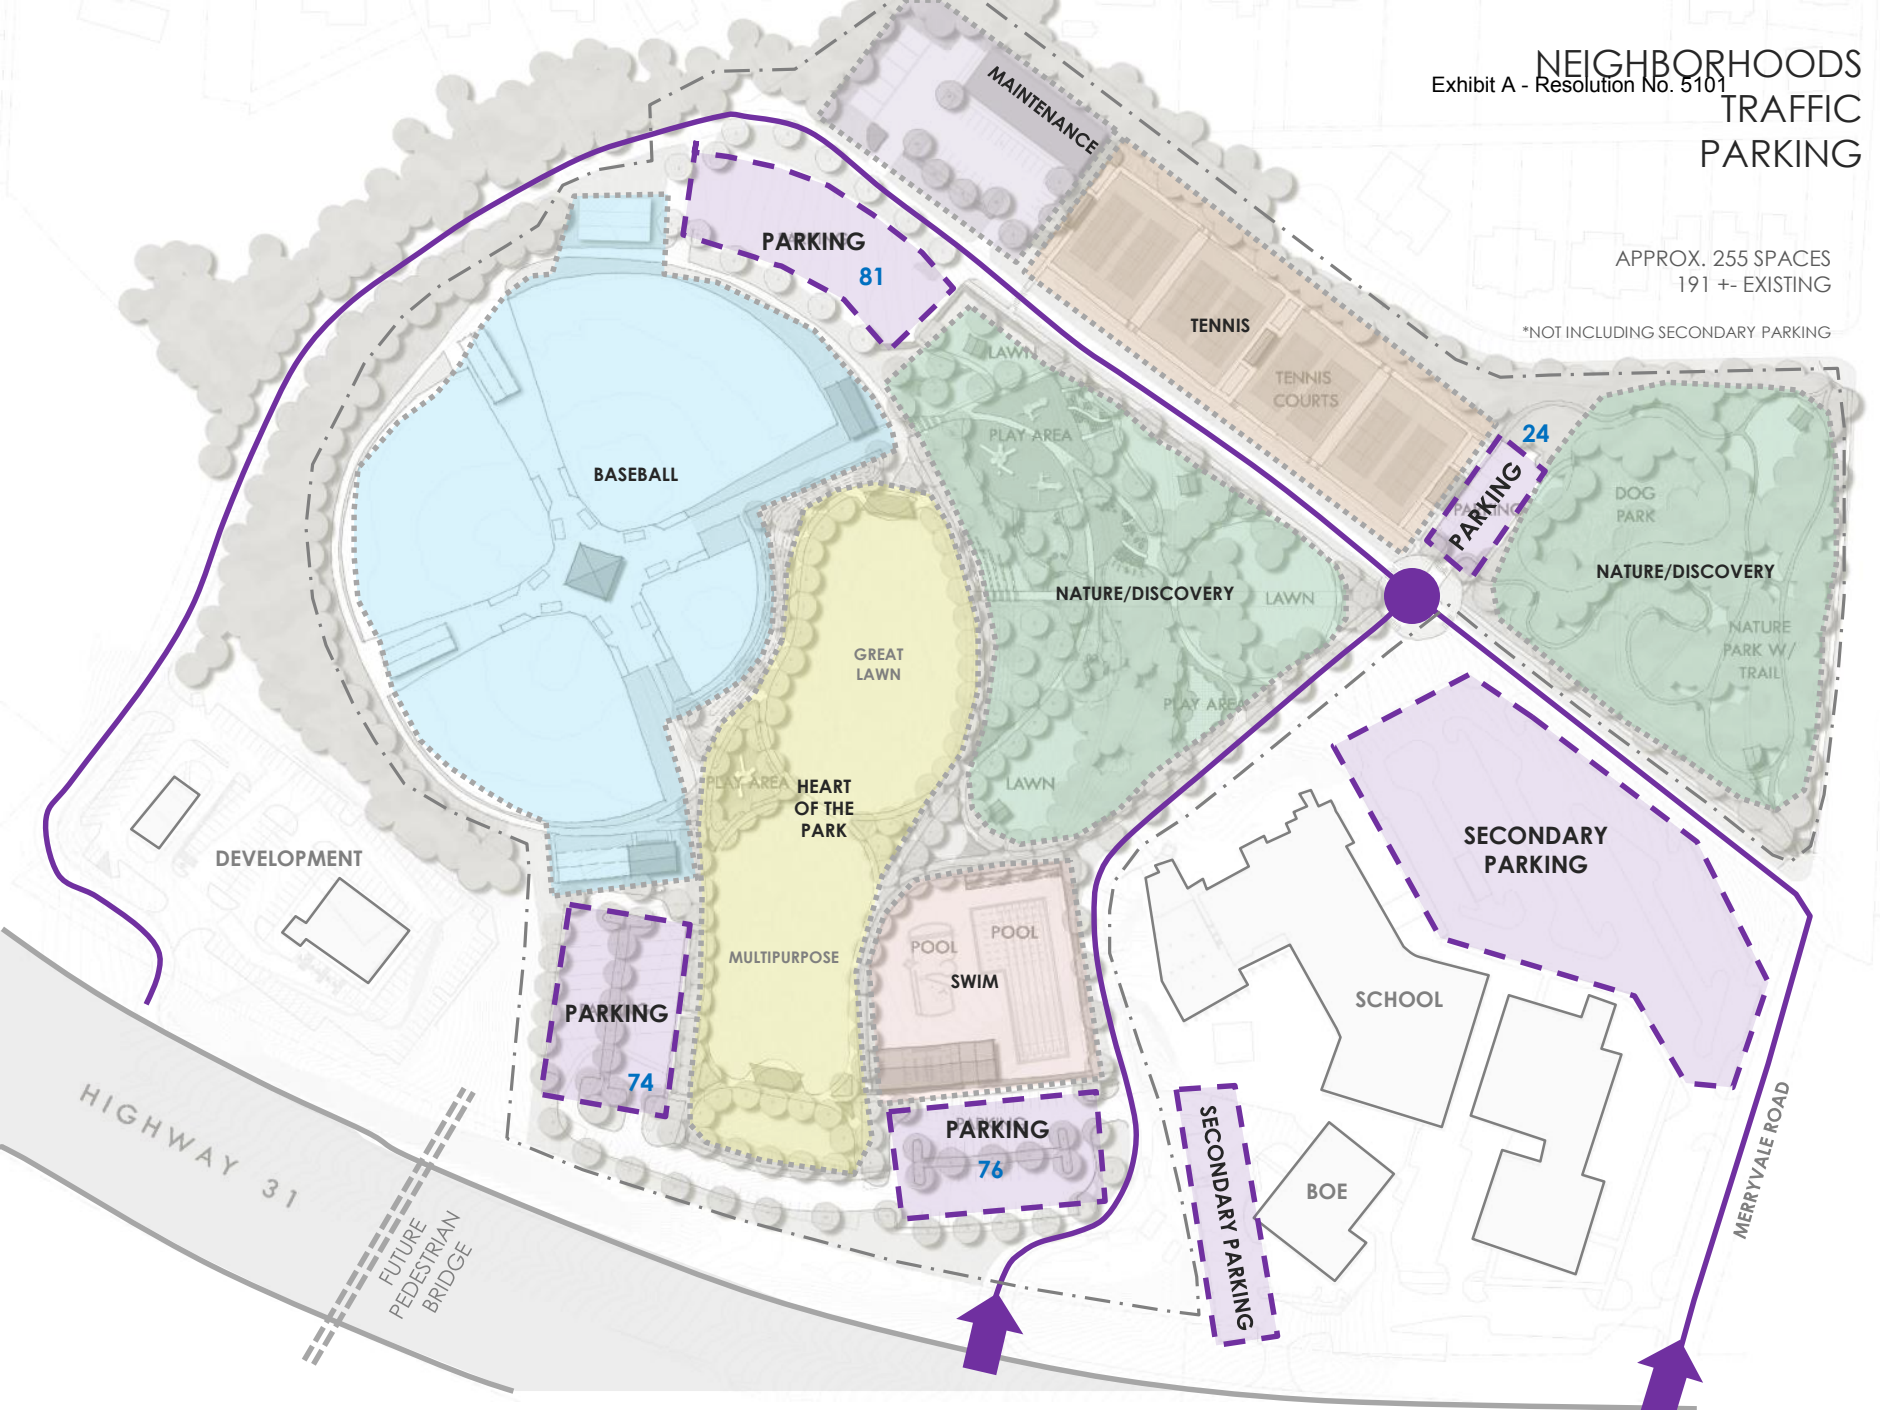 NEIGHBORHOODS
Exhibit A - Resolution No. 5101
TRAFFIC
PARKING
APPROX. 255 SPACES
191 +- EXISTING
*NOT INCLUDING SECONDARY PARKING
MAINTENANCE
PARKING
81
TENNIS
TENNIS
COURTS
LAWN
PLAY AREA
24
PARKING
PARKING
DOG
PARK
BASEBALL
NATURE/DISCOVERY
NATURE/DISCOVERY
LAWN
NATURE
PARK W/
TRAIL
GREAT
LAWN
PLAY AREA
PLAY AREA
LAWN
HEART
OF THE
PARK
SECONDARY
PARKING
DEVELOPMENT
MULTIPURPOSE
POOL
POOL
SWIM
SCHOOL
PARKING
74
PARKING
PARKING
76
SECONDARY PARKING
BOE
MERRYVALE ROAD
HIGHWAY 31
FUTURE
PEDESTRIAN
BRIDGE